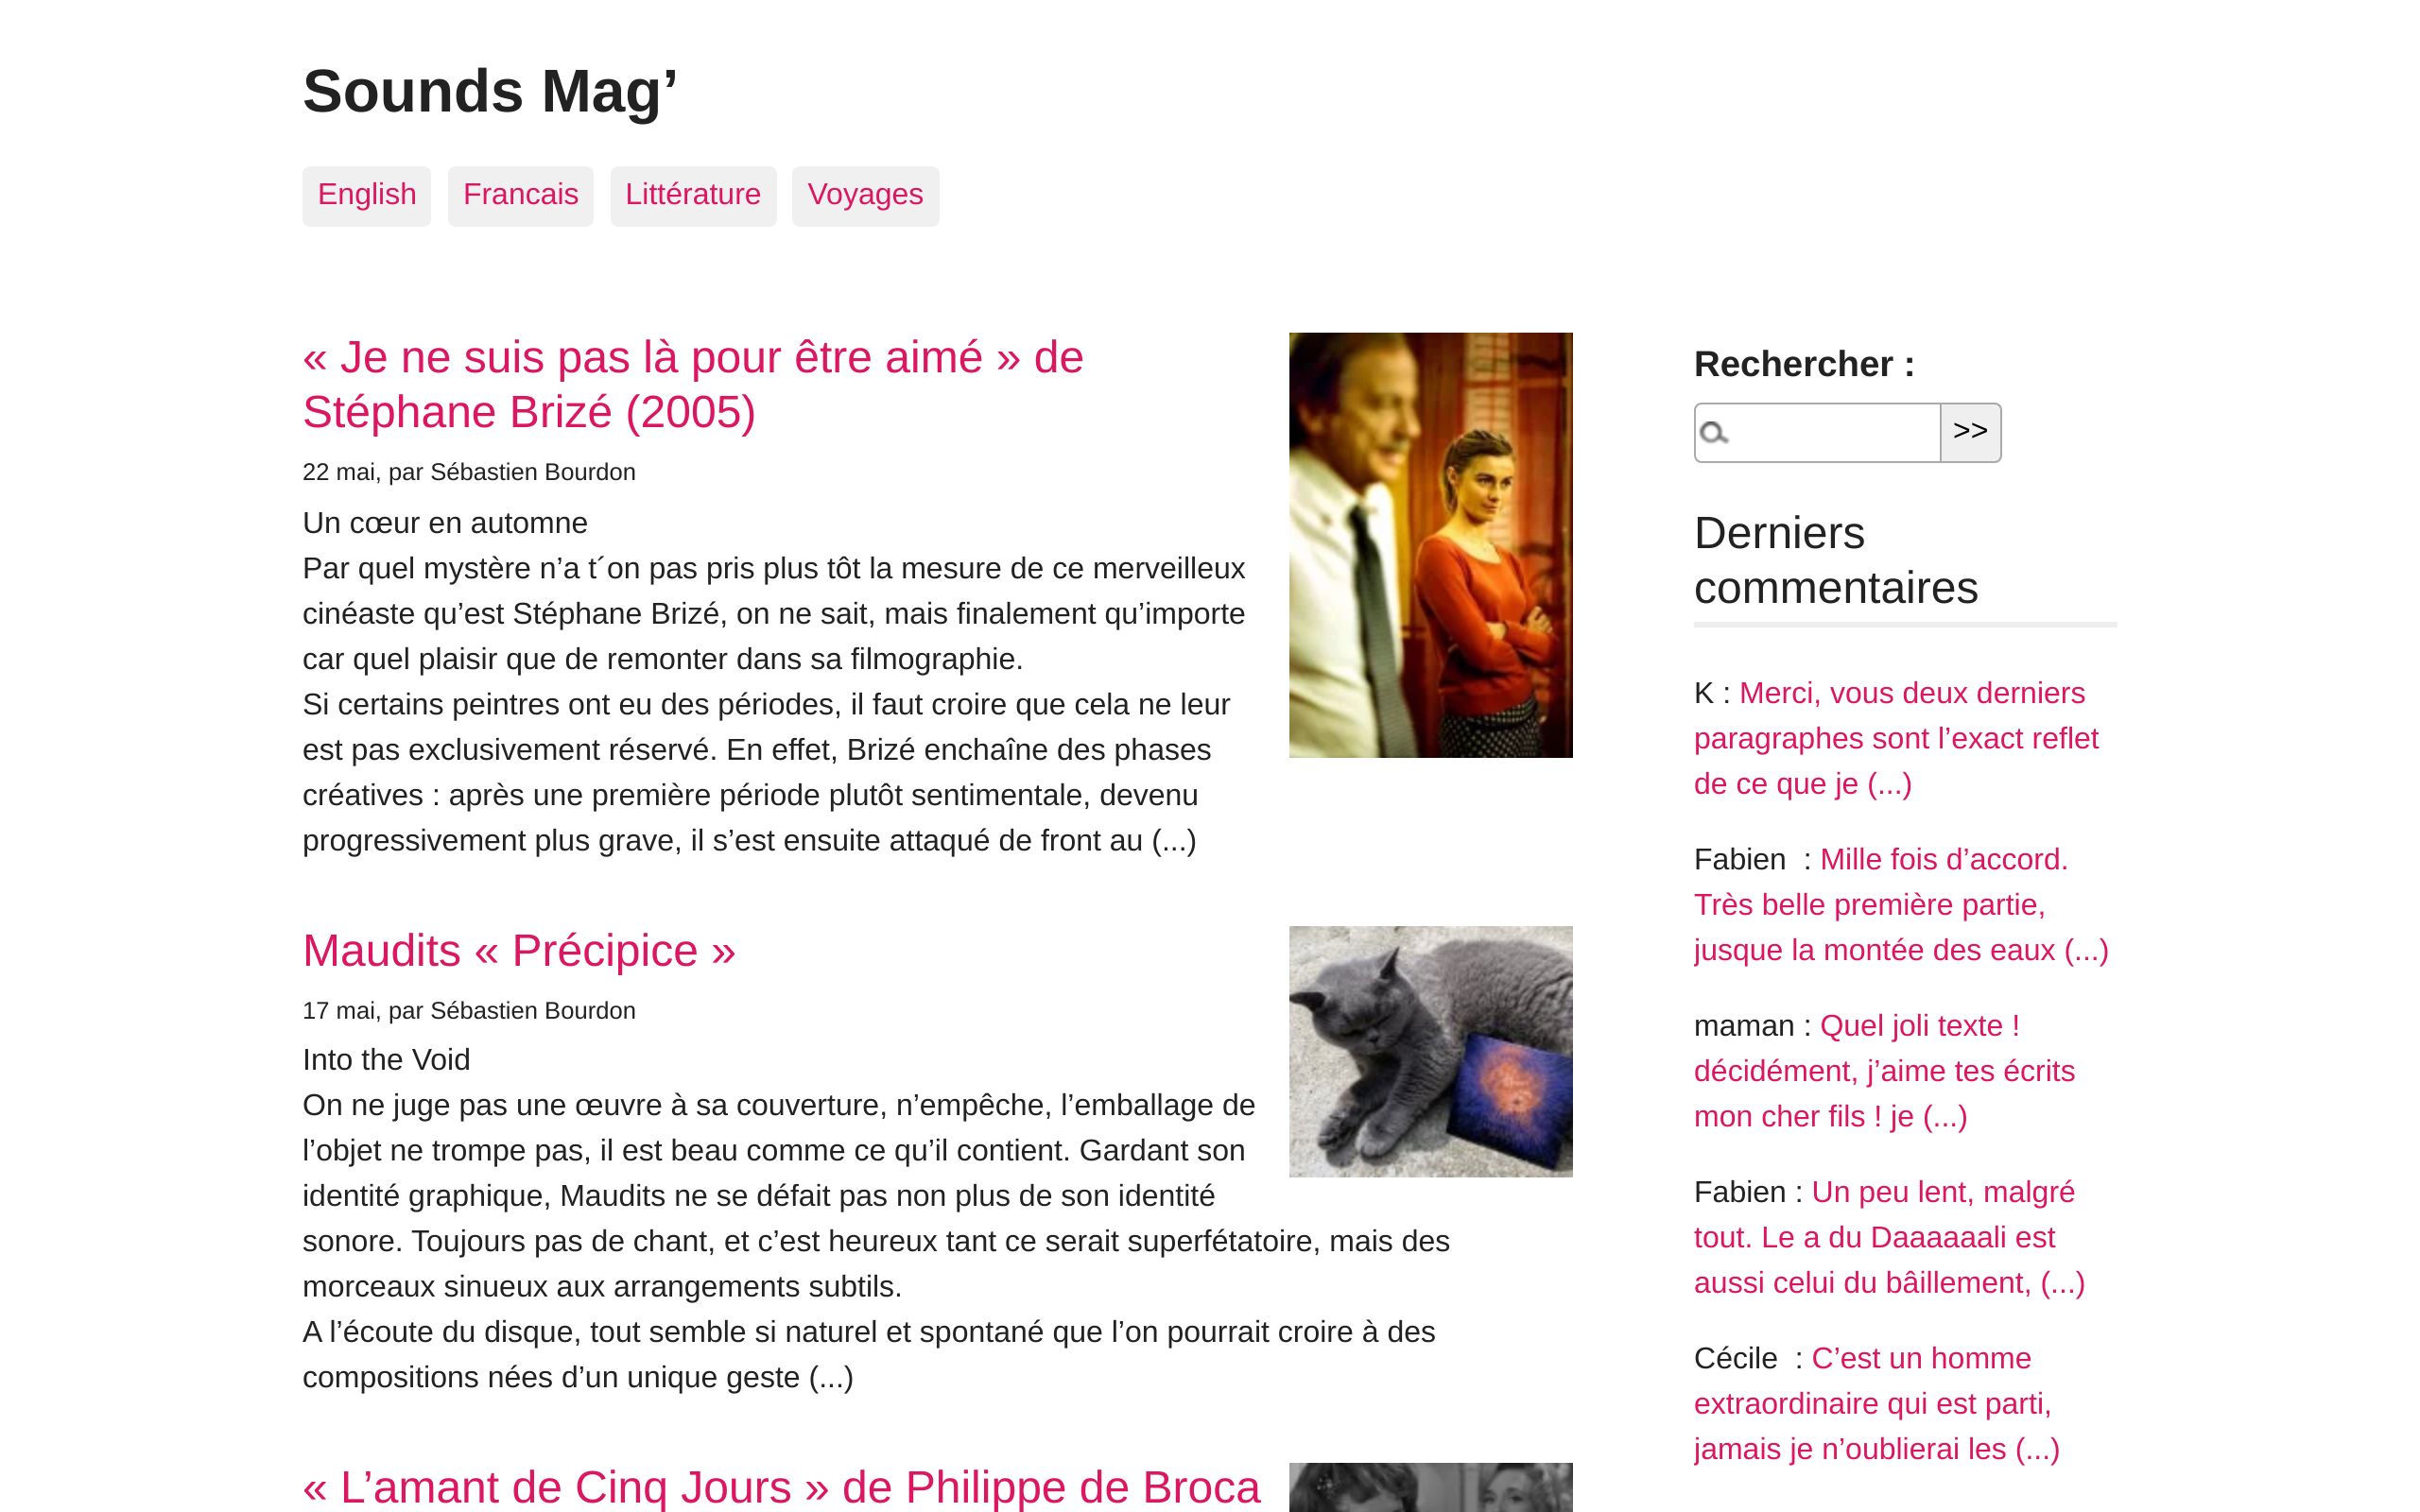 Sounds Mag’
English Francais Littérature Voyages
« Je ne suis pas là pour être aimé » de
Stéphane Brizé (2005)
22 mai, par Sébastien Bourdon
Un cœur en automne
Par quel mystère n’a t´on pas pris plus tôt la mesure de ce merveilleux
cinéaste qu’est Stéphane Brizé, on ne sait, mais finalement qu’importe
car quel plaisir que de remonter dans sa filmographie.
Si certains peintres ont eu des périodes, il faut croire que cela ne leur
est pas exclusivement réservé. En effet, Brizé enchaîne des phases
créatives : après une première période plutôt sentimentale, devenu
progressivement plus grave, il s’est ensuite attaqué de front au (...)
Maudits « Précipice »
17 mai, par Sébastien Bourdon
Into the Void
On ne juge pas une œuvre à sa couverture, n’empêche, l’emballage de
l’objet ne trompe pas, il est beau comme ce qu’il contient. Gardant son
identité graphique, Maudits ne se défait pas non plus de son identité
sonore. Toujours pas de chant, et c’est heureux tant ce serait superfétatoire, mais des
morceaux sinueux aux arrangements subtils.
A l’écoute du disque, tout semble si naturel et spontané que l’on pourrait croire à des
compositions nées d’un unique geste (...)
« L’amant de Cinq Jours » de Philippe de Broca
Rechercher :
>>
Derniers
commentaires
K : Merci, vous deux derniers
paragraphes sont l’exact reflet
de ce que je (...)
Fabien  : Mille fois d’accord.
Très belle première partie,
jusque la montée des eaux (...)
maman : Quel joli texte !
décidément, j’aime tes écrits
mon cher fils ! je (...)
Fabien : Un peu lent, malgré
tout. Le a du Daaaaaali est
aussi celui du bâillement, (...)
Cécile  : C’est un homme
extraordinaire qui est parti,
jamais je n’oublierai les (...)